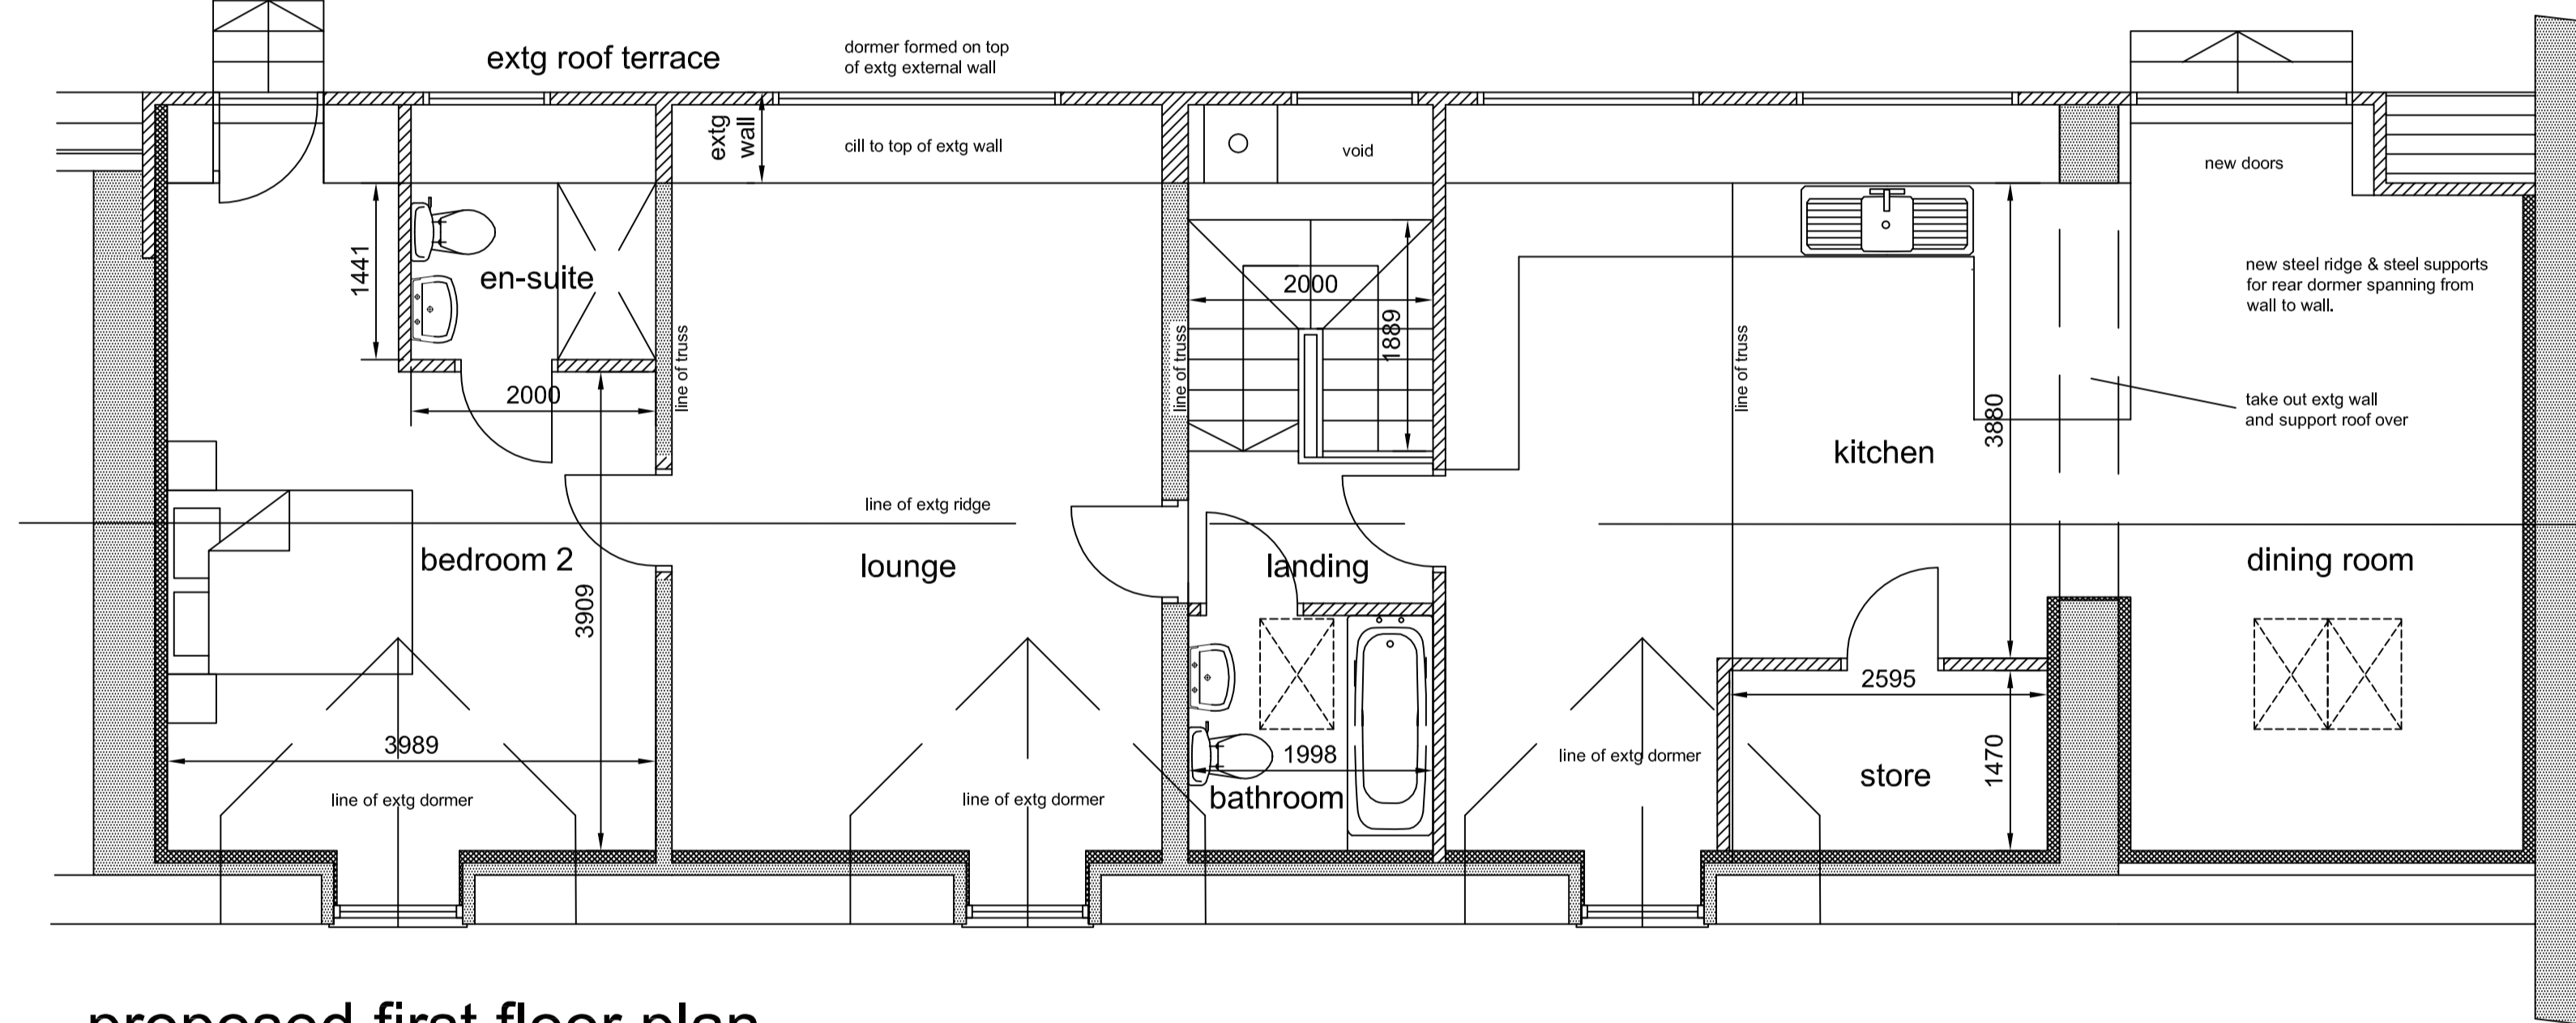 extg roof terrace
dormer formed on top
of extg external wall
extg
wall
cill to top of extg wall
void
new doors
1441
en-suite
2000
line of truss
line of truss
2000
1889
line of truss
new steel ridge & steel supports
for rear dormer spanning from
wall to wall.
take out extg wall
and support roof over
3880
kitchen
line of extg ridge
bedroom 2
lounge
landing
dining room
3909
3989
line of extg dormer
line of extg dormer
1998
bathroom
line of extg dormer
2595
store
1470
proposed first floor plan